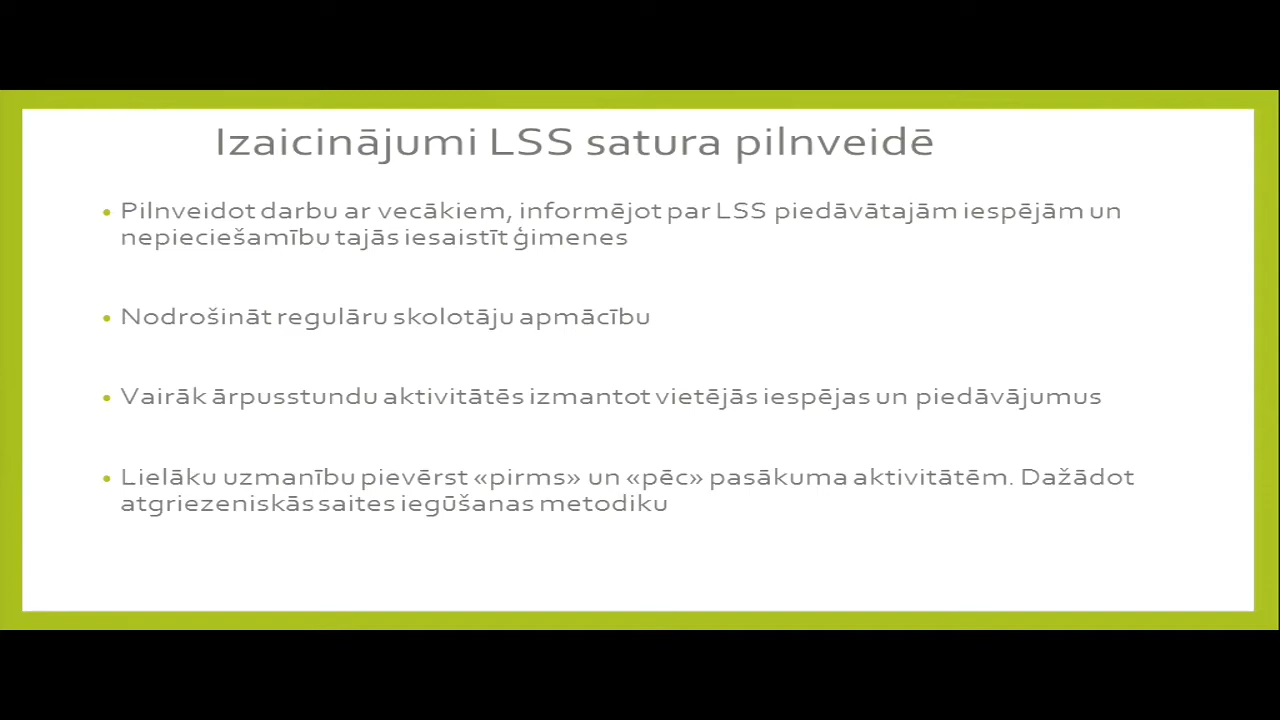 Izaicinājumi LSS satura pilnveidē
• Pilnveidot darbu ar vecākiem, informējot par LSS piedāvātajām iespējām un
nepieciešamību tajās iesaistīt ģimenes
• Nodrošināt regulāru skolotāju apmācību
• Vairāk ārpusstundu aktivitātēs izmantot vietējās iespējas un piedāvājumus
• Lielāku uzmanību pievērst «pirms» un «pēc» pasākuma aktivitātēm. Dažādot
atgriezeniskās saites iegūšanas metodiku